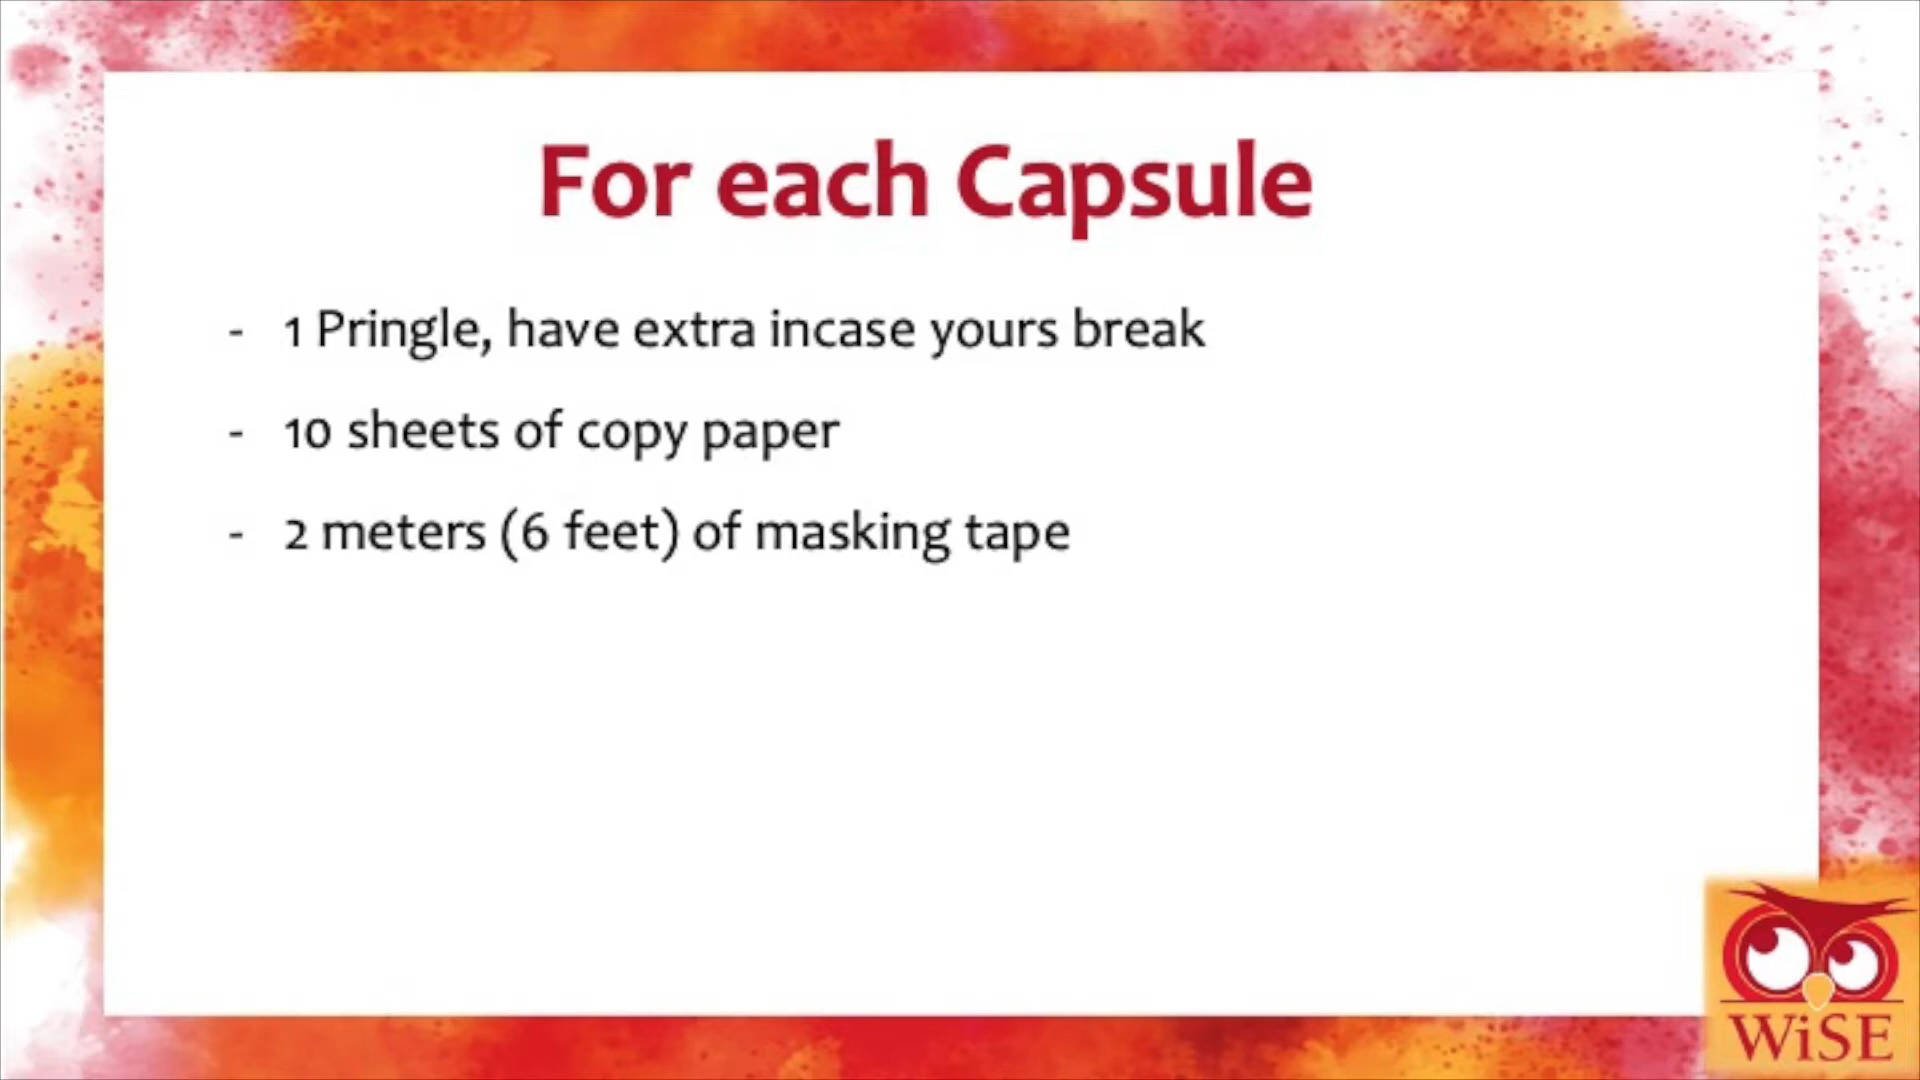 For each Capsule
- 1 Pringle, have extra incase yours break
- 10 sheets of copy paper
- 2 meters (6 feet) of masking tape
WiSE